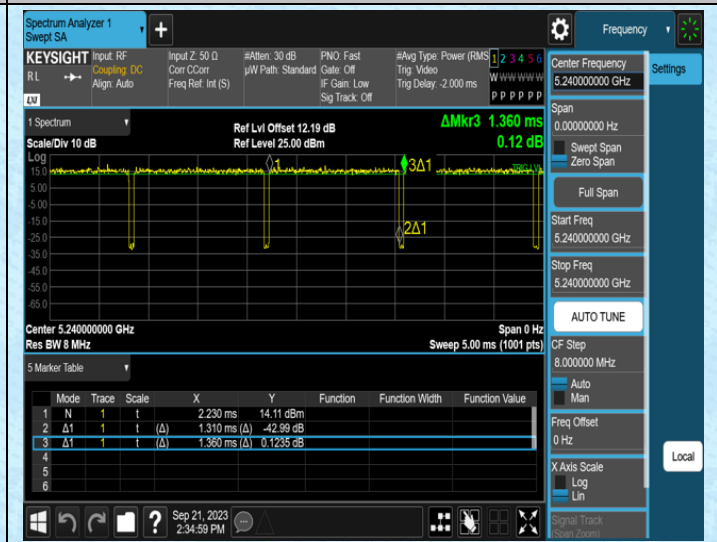 Spectrum Analyzer 1
Swept SA
+
Frequency
KEYSIGHT
RL
LXI
Input: RF
Coupling: DC
Align: Auto
Input Z: 50 Ω
Corr CCorr
Freq Ref: Int (S)
#Atten: 30 dB
µW Path: Standard
PNO: Fast
Gate: Off
IF Gain: Low
Sig Track: Off
#Avg Type: Power (RMS
Trig: Video
Trig Delay: -2.000 ms
1 2 3 4 5 6
W W W W W W
P P P P P P
Center Frequency
5.240000000 GHz
Settings
1 Spectrum
Scale/Div 10 dB
Ref Lvl Offset 12.19 dB
Ref Level 25.00 dBm
ΔMkr3 1.360 ms
0.12 dB
Span
0.00000000 Hz
Swept Span
Zero Span
Full Span
Log
15.0
5.00
-5.00
-15.0
-25.0
-35.0
-45.0
-55.0
-65.0
1
3Δ1
TRIG LVL
2Δ1
Start Freq
5.240000000 GHz
Stop Freq
5.240000000 GHz
AUTO TUNE
Center 5.240000000 GHz
Res BW 8 MHz
Span 0 Hz
Sweep 5.00 ms (1001 pts)
CF Step
8.000000 MHz
Auto
Man
5 Marker Table
Mode Trace Scale X Y Function Function Width Function Value
1 N 1 t 2.230 ms 14.11 dBm
2 Δ1 1 t (Δ) 1.310 ms (Δ) -42.99 dB
3 Δ1 1 t (Δ) 1.360 ms (Δ) 0.1235 dB
4
5
6
Freq Offset
0 Hz
Local
X Axis Scale
Log
Lin
Signal Track
(Span Zoom)
?
Sep 21, 2023
2:34:59 PM